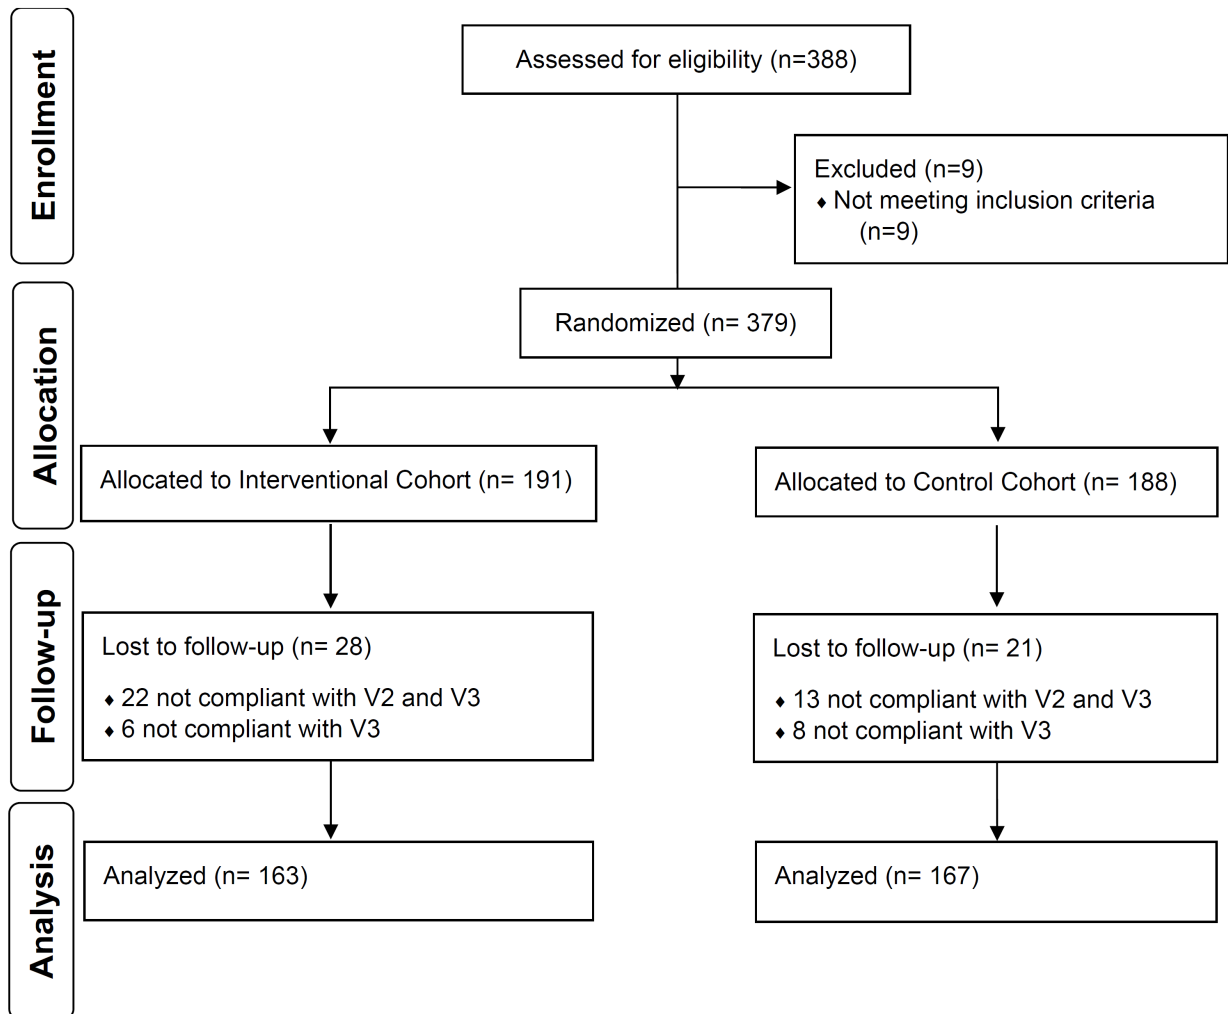 Enrollment
Assessed for eligibility (n=388)
Excluded (n=9)
♦ Not meeting inclusion criteria
(n=9)
Allocation
Randomized (n= 379)
Allocated to Interventional Cohort (n= 191)
Allocated to Control Cohort (n= 188)
Follow-up
Lost to follow-up (n= 28)
♦ 22 not compliant with V2 and V3
♦ 6 not compliant with V3
Lost to follow-up (n= 21)
♦ 13 not compliant with V2 and V3
♦ 8 not compliant with V3
Analysis
Analyzed (n= 163)
Analyzed (n= 167)